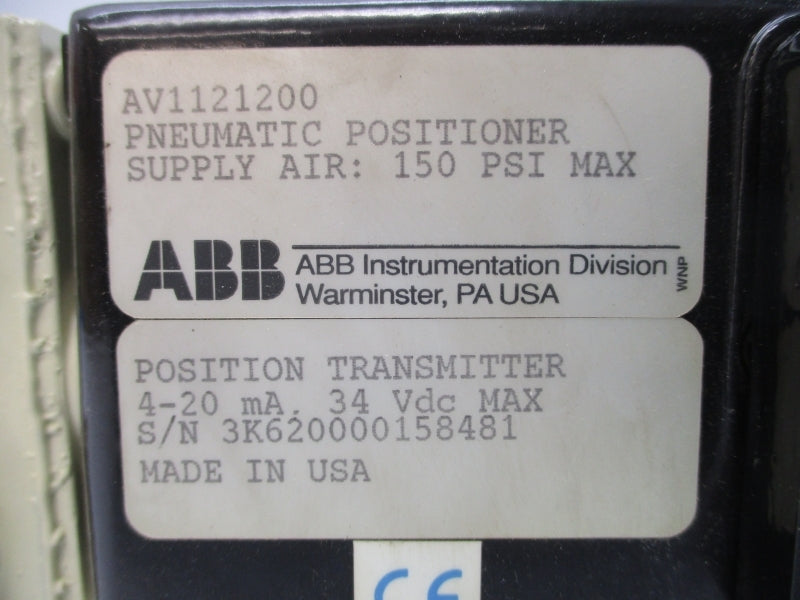 AV1121200
PNEUMATIC POSITIONER
SUPPLY AIR: 150 PSI MAX
ABB
ABB Instrumentation Division
Warminster, PA USA
WNP
POSITION TRANSMITTER
4-20 mA, 34 Vdc MAX
S/N 3K620000158481
MADE IN USA
CE